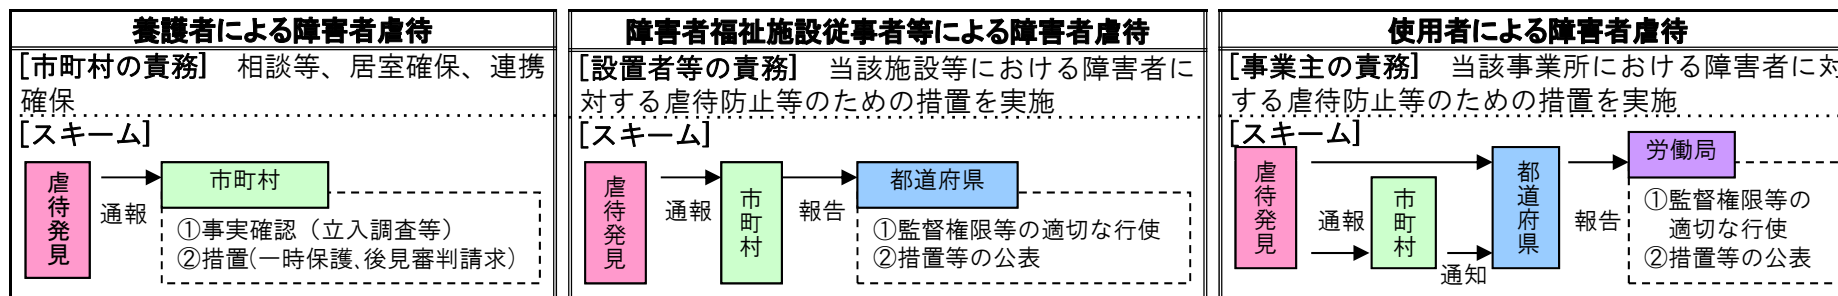 養護者による障害者虐待
[市町村の責務]　相談等、居室確保、連携
確保
[スキーム]
虐待発見
通報
市町村
①事実確認（立入調査等）
②措置(一時保護､後見審判請求)
障害者福祉施設従事者等による障害者虐待
[設置者等の責務]　当該施設等における障害者に
対する虐待防止等のための措置を実施
[スキーム]
虐待発見
通報
市町村
報告
都道府県
①監督権限等の適切な行使
②措置等の公表
使用者による障害者虐待
[事業主の責務]　当該事業所における障害者に対
する虐待防止等のための措置を実施
[スキーム]
虐待発見
通報
市町村
通知
都道府県
報告
労働局
①監督権限等の
適切な行使
②措置等の公表